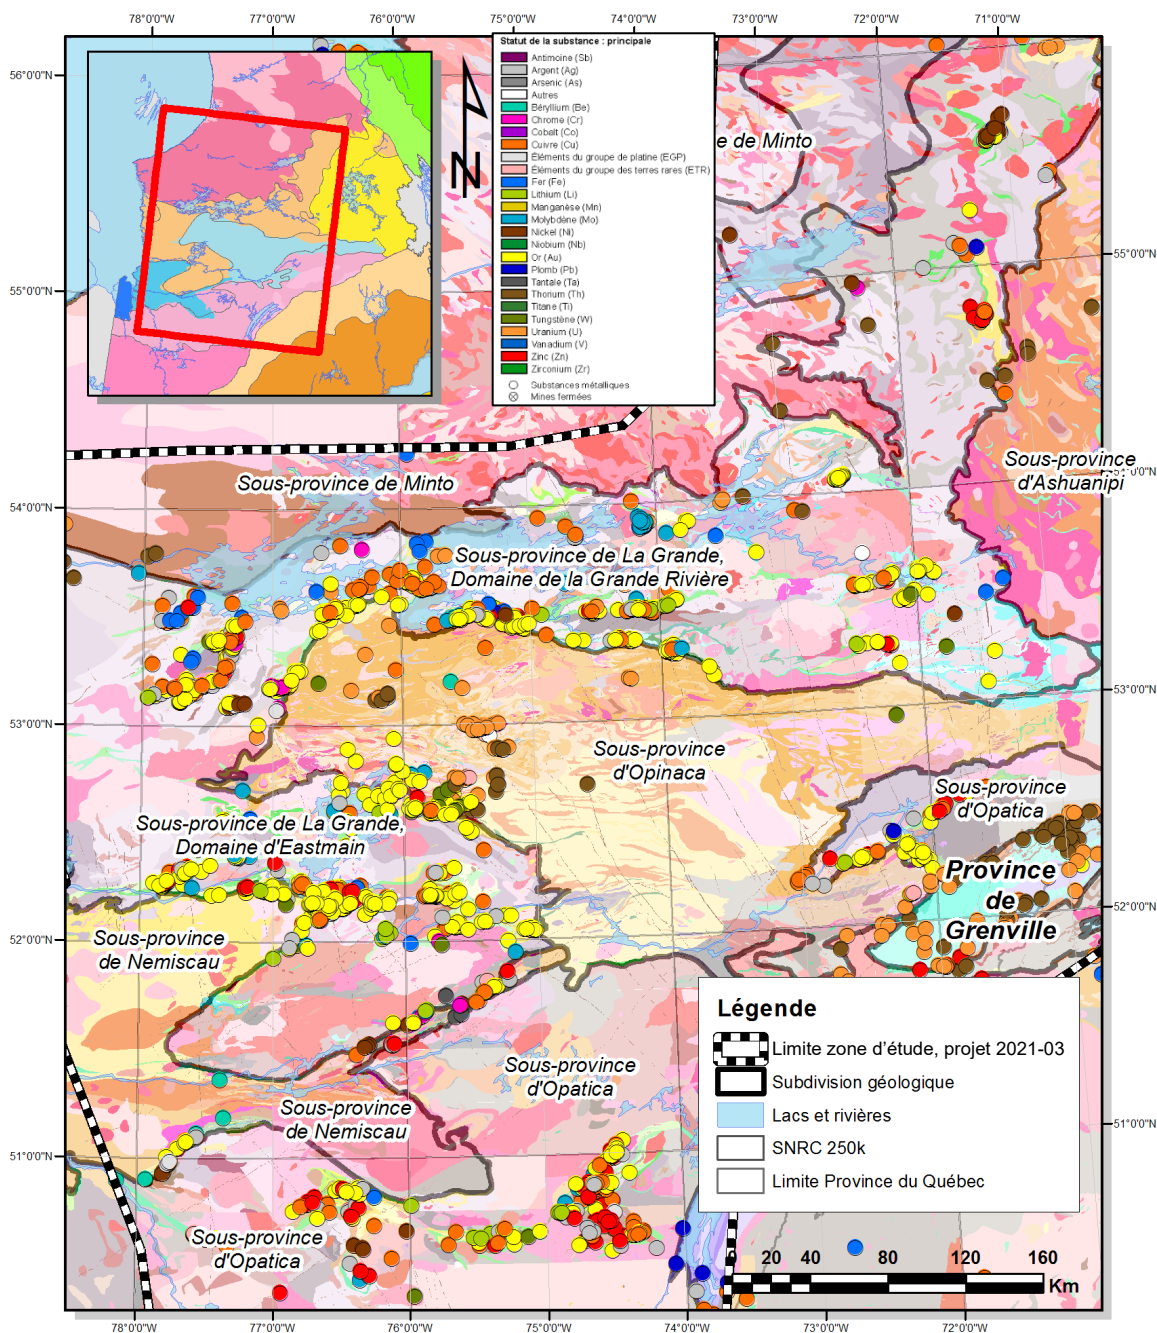 78°0'0"W
77°0'0"W
76°0'0"W
75°0'0"W
74°0'0"W
73°0'0"W
72°0'0"W
71°0'0"W
56°0'0"N
55°0'0"N
54°0'0"N
53°0'0"N
52°0'0"N
51°0'0"N
N
Statut de la substance : principale
Antimoine (Sb)
Argent (Ag)
Arsenic (As)
Autres
Béryllium (Be)
Chrome (Cr)
Cobalt (Co)
Cuivre (Cu)
Éléments du groupe de platine (EGP)
Éléments du groupe des terres rares (ETR)
Fer (Fe)
Lithium (Li)
Manganèse (Mn)
Molybdène (Mo)
Nickel (Ni)
Niobium (Nb)
Or (Au)
Plomb (Pb)
Tantale (Ta)
Thorium (Th)
Titane (Ti)
Tungstène (W)
Uranium (U)
Vanadium (V)
Zinc (Zn)
Zirconium (Zr)
Substances métalliques
Mines fermées
e de Minto
55°0'0"N
Sous-province
d'Ashuanipi
Sous-province de Minto
Sous-province de La Grande,
Domaine de la Grande Rivière
53°0'0"N
Sous-province
d'Opinaca
Sous-province
d'Opatica
Sous-province de La Grande,
Domaine d'Eastmain
Province
de
Grenville
52°0'0"N
Sous-province
de Nemiscau
Sous-province
d'Opatica
Sous-province
de Nemiscau
51°0'0"N
Sous-province
d'Opatica
Légende
Limite zone d'étude, projet 2021-03
Subdivision géologique
Lacs et rivières
SNRC 250k
Limite Province du Québec
0 20 40 80 120 160
Km
78°0'0"W
77°0'0"W
76°0'0"W
75°0'0"W
74°0'0"W
73°0'0"W
72°0'0"W